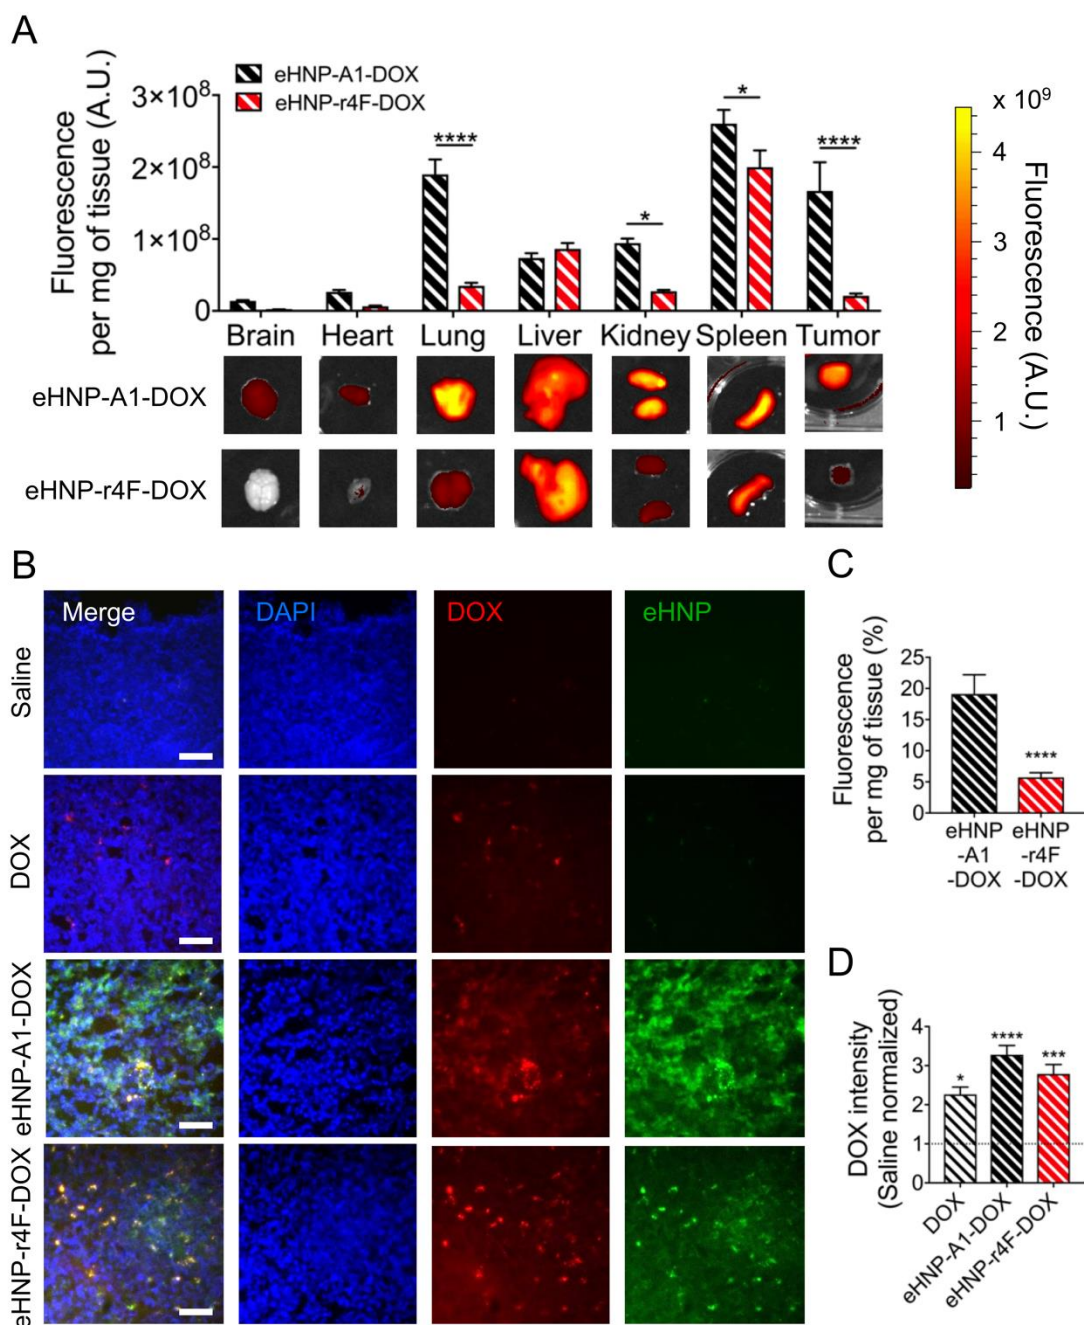 A
eHNP-A1-DOX
eHNP-r4F-DOX
Fluorescence
per mg of tissue (A.U.)
3×10⁸
2×10⁸
1×10⁸
0
****
*
*
****
Brain Heart Lung Liver Kidney Spleen Tumor
eHNP-A1-DOX
eHNP-r4F-DOX
x 10⁹
4
3
2
1
Fluorescence (A.U.)
B
Merge DAPI DOX eHNP
Saline
DOX
eHNP-A1-DOX
eHNP-r4F-DOX
C
Fluorescence
per mg of tissue (%)
25
20
15
10
5
0
****
eHNP eHNP
-A1 -r4F
-DOX -DOX
D
DOX intensity
(Saline normalized)
4
3
2
1
0
*
****
***
DOX
eHNP-A1-DOX
eHNP-r4F-DOX